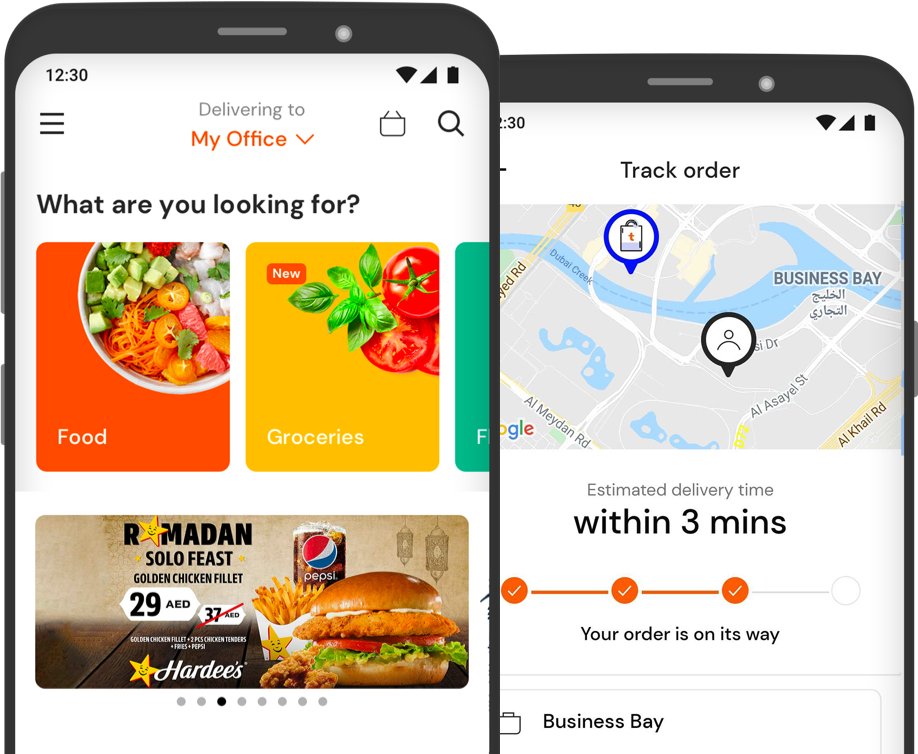 12:30
Delivering to
My Office
What are you looking for?
Food
New
Groceries
F
RAMADAN
SOLO FEAST
GOLDEN CHICKEN FILLET
29 AED
37 AED
GOLDEN CHICKEN FILLET + 2 PCS CHICKEN TENDERS
+ FRIES + PEPSI
Hardee's
pepsi
2:30
Track order
t
Dubai Creek
yed Rd
BUSINESS BAY
الخليج
التجاري
si Dr
Al Asayel St
Al Meydan Rd
Al Khail Rd
ogle
Estimated delivery time
within 3 mins
Your order is on its way
Business Bay